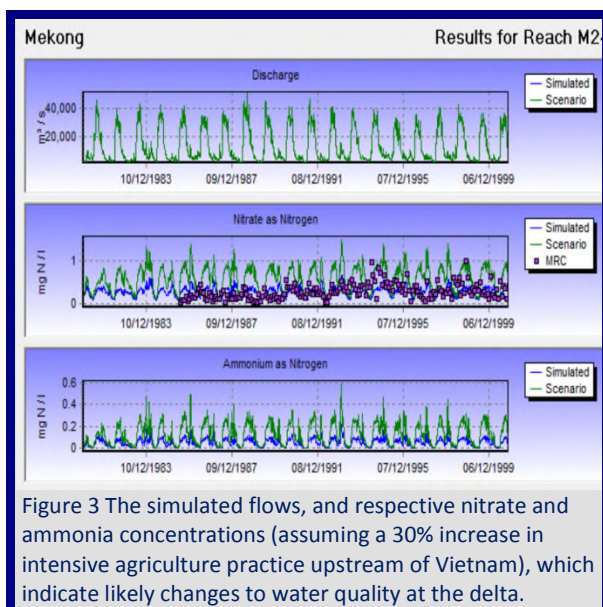 Mekong
Results for Reach M2
Discharge
m³ / s
40,000
20,000
Simulated
Scenario
10/12/1983
09/12/1987
08/12/1991
07/12/1995
06/12/1999
Nitrate as Nitrogen
mg N / l
1
0
Simulated
Scenario
MRC
10/12/1983
09/12/1987
08/12/1991
07/12/1995
06/12/1999
Ammonium as Nitrogen
mg N / l
0.6
0.4
0.2
0
Simulated
Scenario
10/12/1983
09/12/1987
08/12/1991
07/12/1995
06/12/1999
Figure 3 The simulated flows, and respective nitrate and
ammonia concentrations (assuming a 30% increase in
intensive agriculture practice upstream of Vietnam), which
indicate likely changes to water quality at the delta.